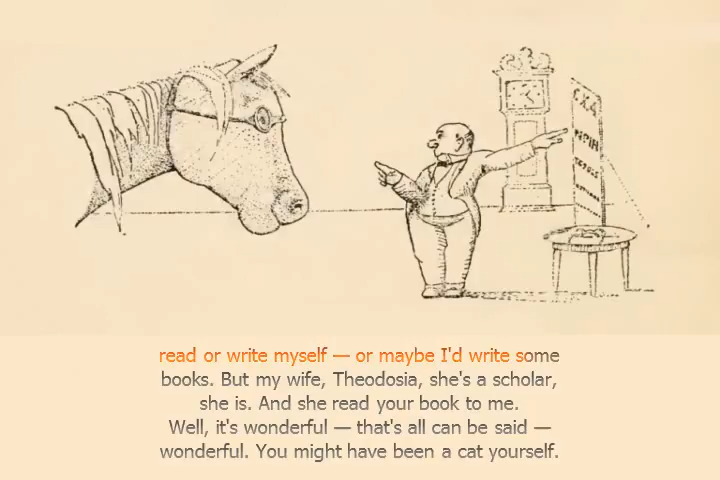 read or write myself — or maybe I'd write some
books. But my wife, Theodosia, she's a scholar,
she is. And she read your book to me.
Well, it's wonderful — that's all can be said —
wonderful. You might have been a cat yourself.